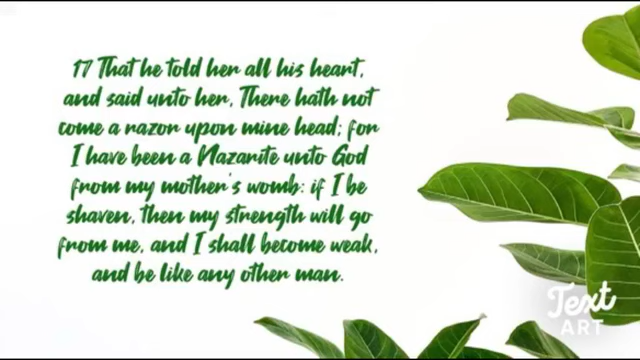 17 That he told her all his heart,
and said unto her, There hath not
come a razor upon mine head; for
I have been a Nazarite unto God
from my mother's womb: if I be
shaven, then my strength will go
from me, and I shall become weak,
and be like any other man.
Text
ART